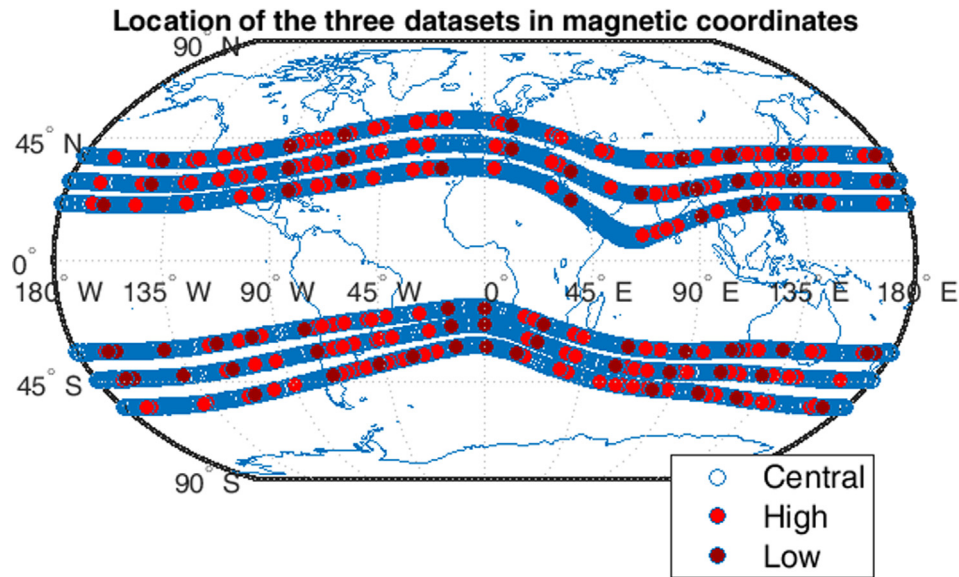 Location of the three datasets in magnetic coordinates
90° N
45° N
0°
180° W 135° W 90° W 45° W 0° 45° E 90° E 135° E 180° E
45° S
90° S
Central
High
Low